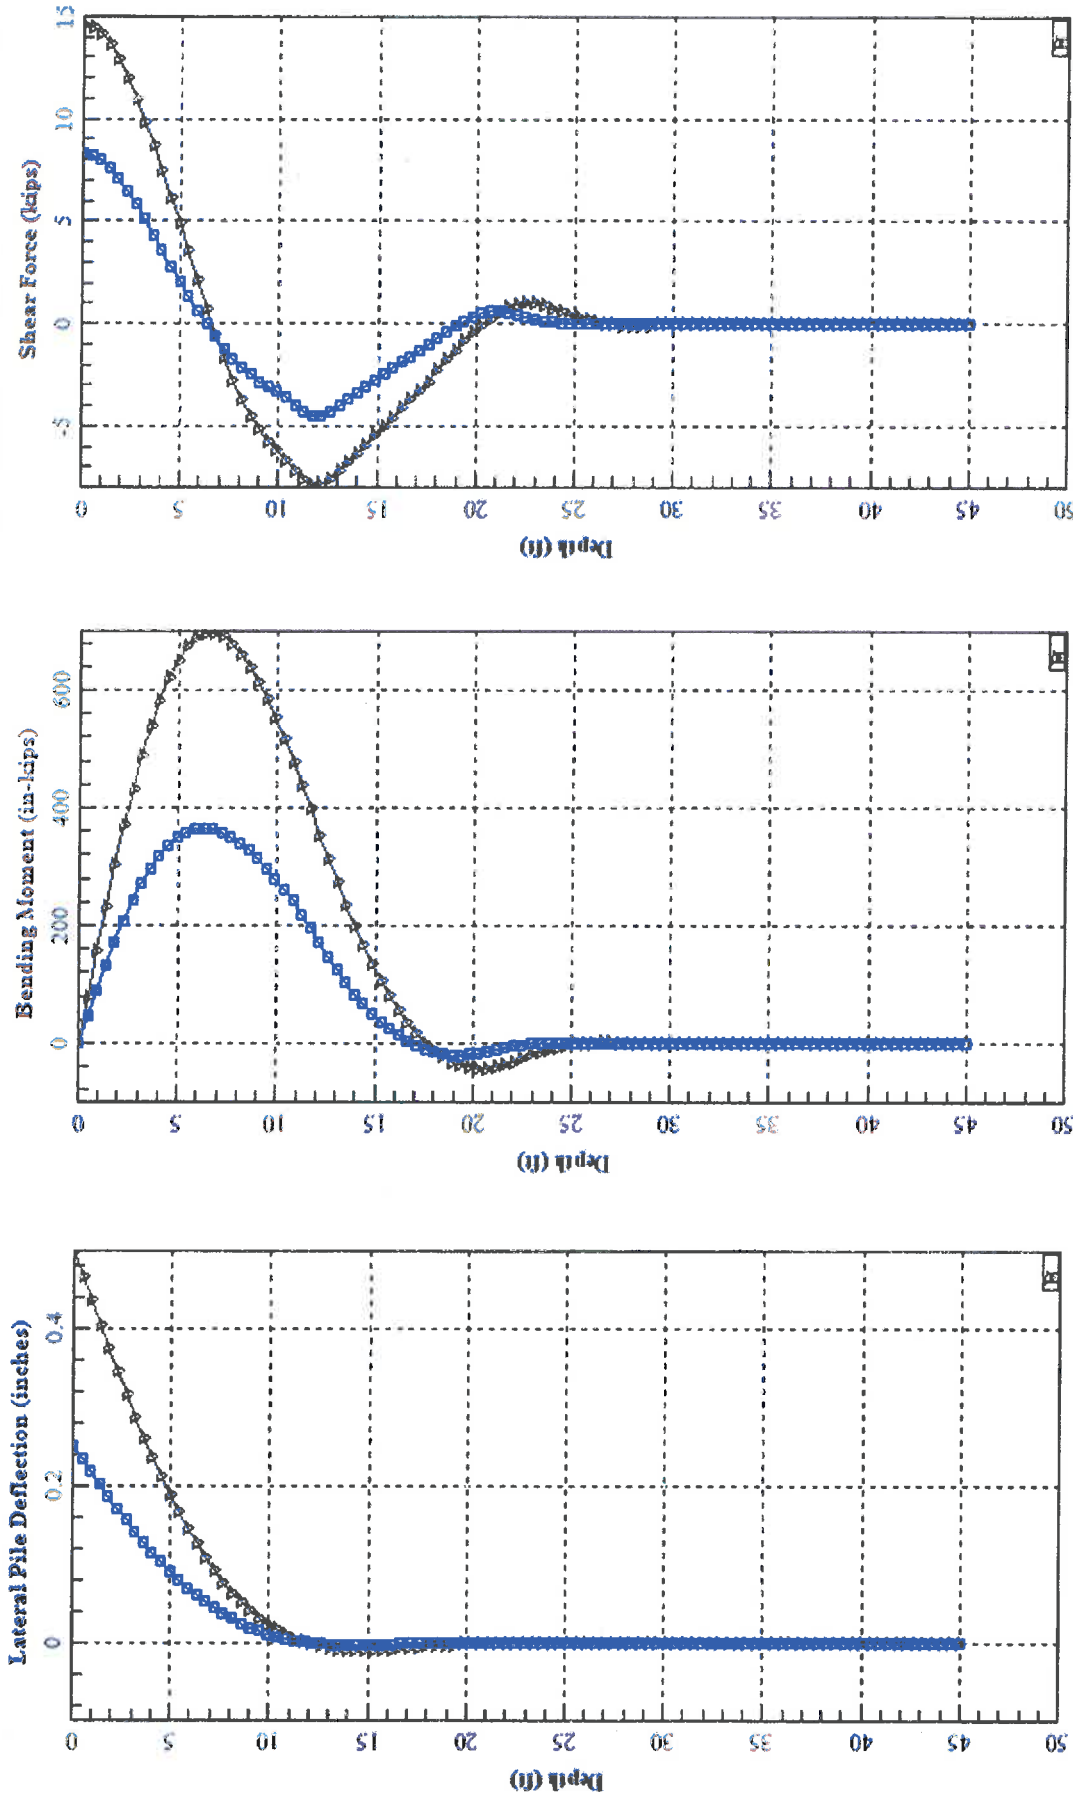 Shear Force (kips)
-5 0 5 10 15
0 5 10 15 20 25 30 35 40 45 50
Depth (ft)
Bending Moment (in-kips)
0 200 400 600
0 5 10 15 20 25 30 35 40 45 50
Depth (ft)
Lateral Pile Deflection (inches)
0 0.2 0.4
0 5 10 15 20 25 30 35 40 45 50
Depth (ft)